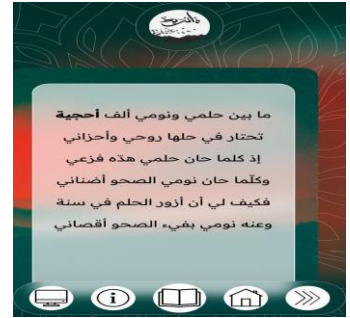 ما بين حلمي ونومي ألف أحجية
تحتار في حلها روحي وأحزاني
إذ كلما حان حلمي هدّه فزعي
وكلّما حان نومي الصحو أضناني
فكيف لي أن أزور الحلم في سنة
وعنه نومي بفيء الصحو أقصاني